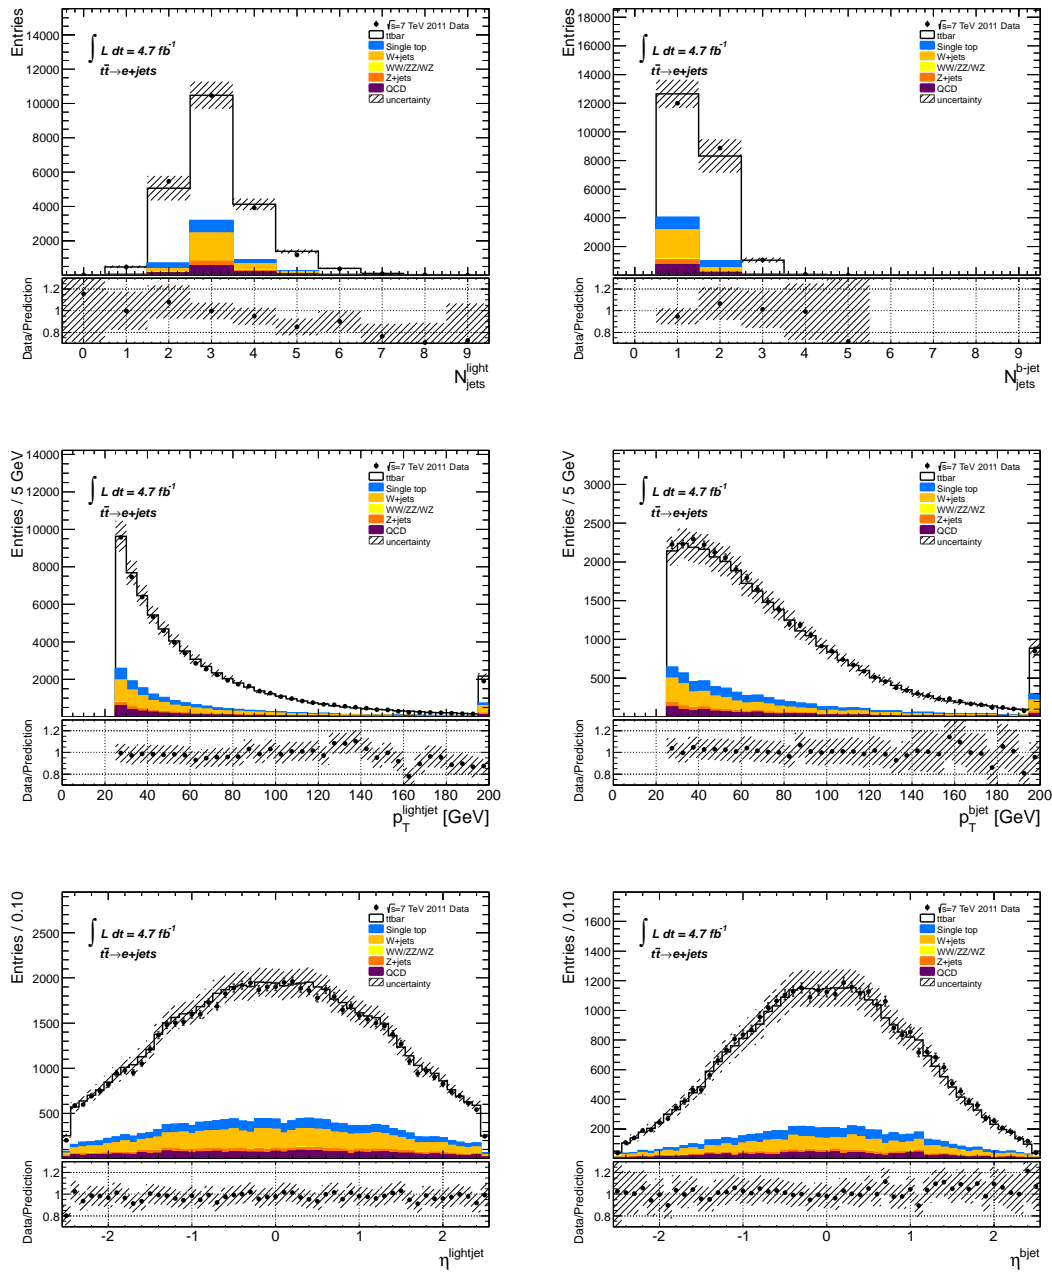 Entries
14000
12000
10000
8000
6000
4000
2000
∫ L dt = 4.7 fb⁻¹
tt̄→e+jets
√s=7 TeV 2011 Data
ttbar
Single top
W+jets
WW/ZZ/WZ
Z+jets
QCD
uncertainty
Data/Prediction
1.2
1
0.8
0 1 2 3 4 5 6 7 8 9
N_jets^light
Entries
18000
16000
14000
12000
10000
8000
6000
4000
2000
∫ L dt = 4.7 fb⁻¹
tt̄→e+jets
√s=7 TeV 2011 Data
ttbar
Single top
W+jets
WW/ZZ/WZ
Z+jets
QCD
uncertainty
Data/Prediction
1.2
1
0.8
0 1 2 3 4 5 6 7 8 9
N_jets^b-jet
Entries / 5 GeV
14000
12000
10000
8000
6000
4000
2000
∫ L dt = 4.7 fb⁻¹
tt̄→e+jets
√s=7 TeV 2011 Data
ttbar
Single top
W+jets
WW/ZZ/WZ
Z+jets
QCD
uncertainty
Data/Prediction
1.2
1
0.8
0 20 40 60 80 100 120 140 160 180 200
p_T^lightjet [GeV]
Entries / 5 GeV
3000
2500
2000
1500
1000
500
∫ L dt = 4.7 fb⁻¹
tt̄→e+jets
√s=7 TeV 2011 Data
ttbar
Single top
W+jets
WW/ZZ/WZ
Z+jets
QCD
uncertainty
Data/Prediction
1.2
1
0.8
0 20 40 60 80 100 120 140 160 180 200
p_T^bjet [GeV]
Entries / 0.10
2500
2000
1500
1000
500
∫ L dt = 4.7 fb⁻¹
tt̄→e+jets
√s=7 TeV 2011 Data
ttbar
Single top
W+jets
WW/ZZ/WZ
Z+jets
QCD
uncertainty
Data/Prediction
1.2
1
0.8
-2 -1 0 1 2
η^lightjet
Entries / 0.10
1600
1400
1200
1000
800
600
400
200
∫ L dt = 4.7 fb⁻¹
tt̄→e+jets
√s=7 TeV 2011 Data
ttbar
Single top
W+jets
WW/ZZ/WZ
Z+jets
QCD
uncertainty
Data/Prediction
1.2
1
0.8
-2 -1 0 1 2
η^bjet